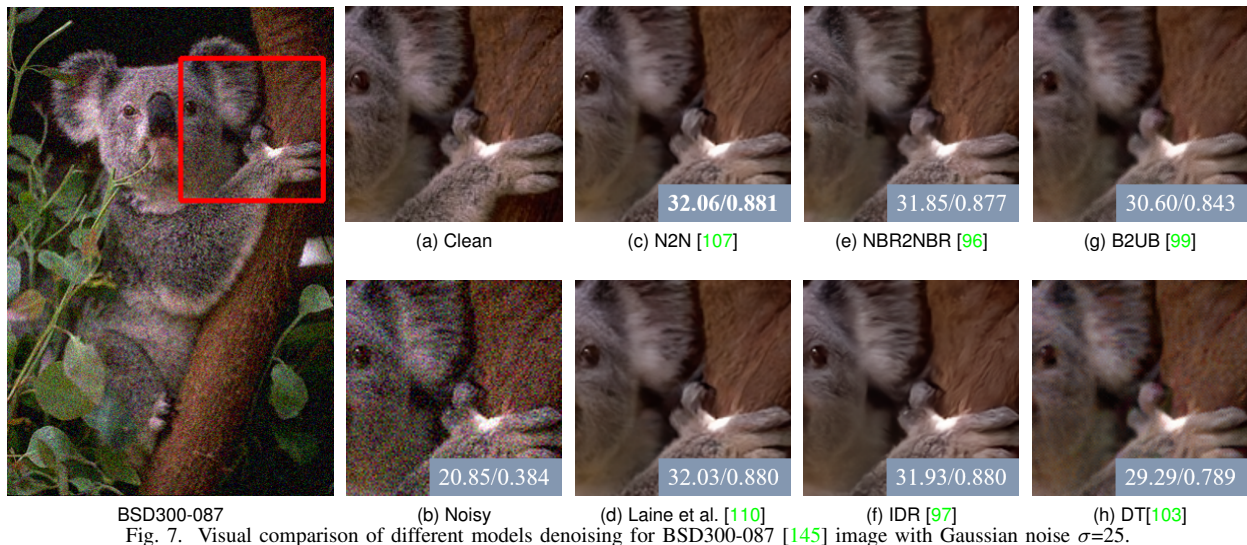 32.06/0.881
31.85/0.877
30.60/0.843
(a) Clean
(c) N2N [107]
(e) NBR2NBR [96]
(g) B2UB [99]
20.85/0.384
32.03/0.880
31.93/0.880
29.29/0.789
BSD300-087
(b) Noisy
(d) Laine et al. [110]
(f) IDR [97]
(h) DT[103]
Fig. 7. Visual comparison of different models denoising for BSD300-087 [145] image with Gaussian noise σ=25.